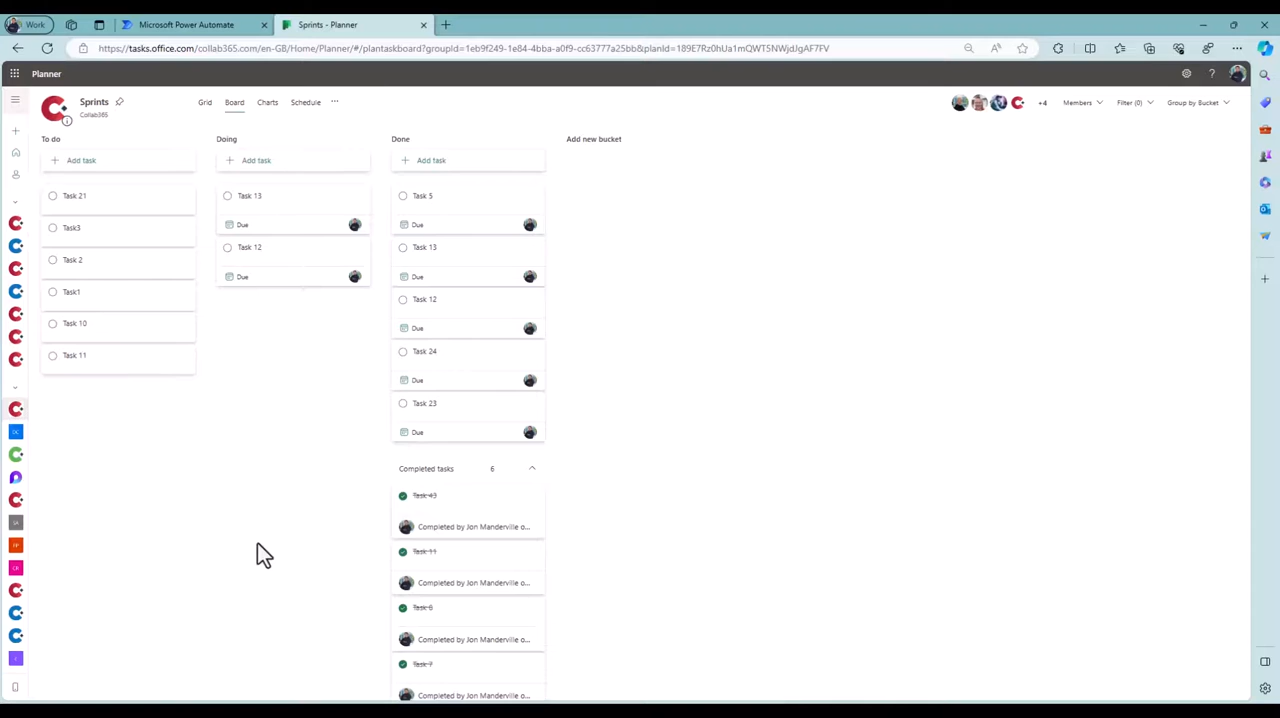 Work
Microsoft Power Automate
Sprints - Planner
https://tasks.office.com/collab365.com/en-GB/Home/Planner/#/plantaskboard?groupId=1eb9f249-1e84-4bba-a0f9-cc63777a25bb&planId=189E7Rz0hUa1mQWT5NWjdJgAF7FV
Planner
Sprints
Collab365
Grid
Board
Charts
Schedule
+4
Members
Filter (0)
Group by Bucket
To do
Add task
Task 21
Task3
Task 2
Task1
Task 10
Task 11
Doing
Add task
Task 13
Due
Task 12
Due
Done
Add task
Task 5
Due
Task 13
Due
Task 12
Due
Task 24
Due
Task 23
Due
Completed tasks 6
Task 43
Completed by Jon Manderville o...
Task 11
Completed by Jon Manderville o...
Task 8
Completed by Jon Manderville o...
Task 7
Completed by Jon Manderville o...
Add new bucket